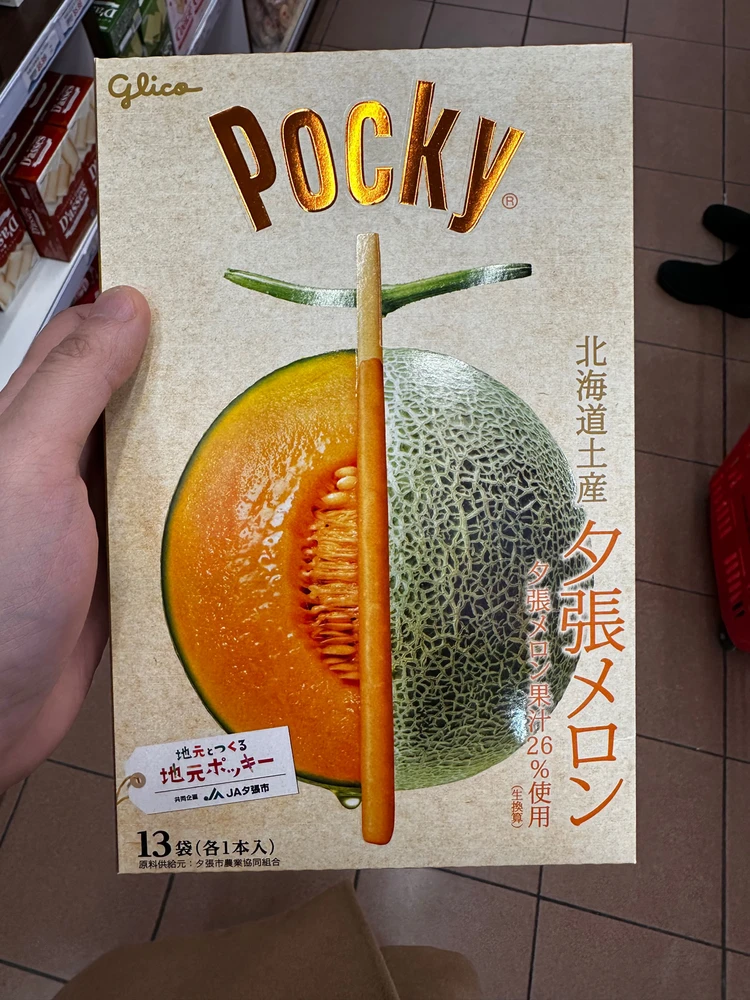 Glico
Pocky®
北海道土産
夕張メロン
夕張メロン果汁26%使用
(生換算)
地元とつくる
地元ポッキー
共同企画 JA夕張市
13袋(各1本入)
原料供給元:夕張市農業協同組合
D'asses
D'asses